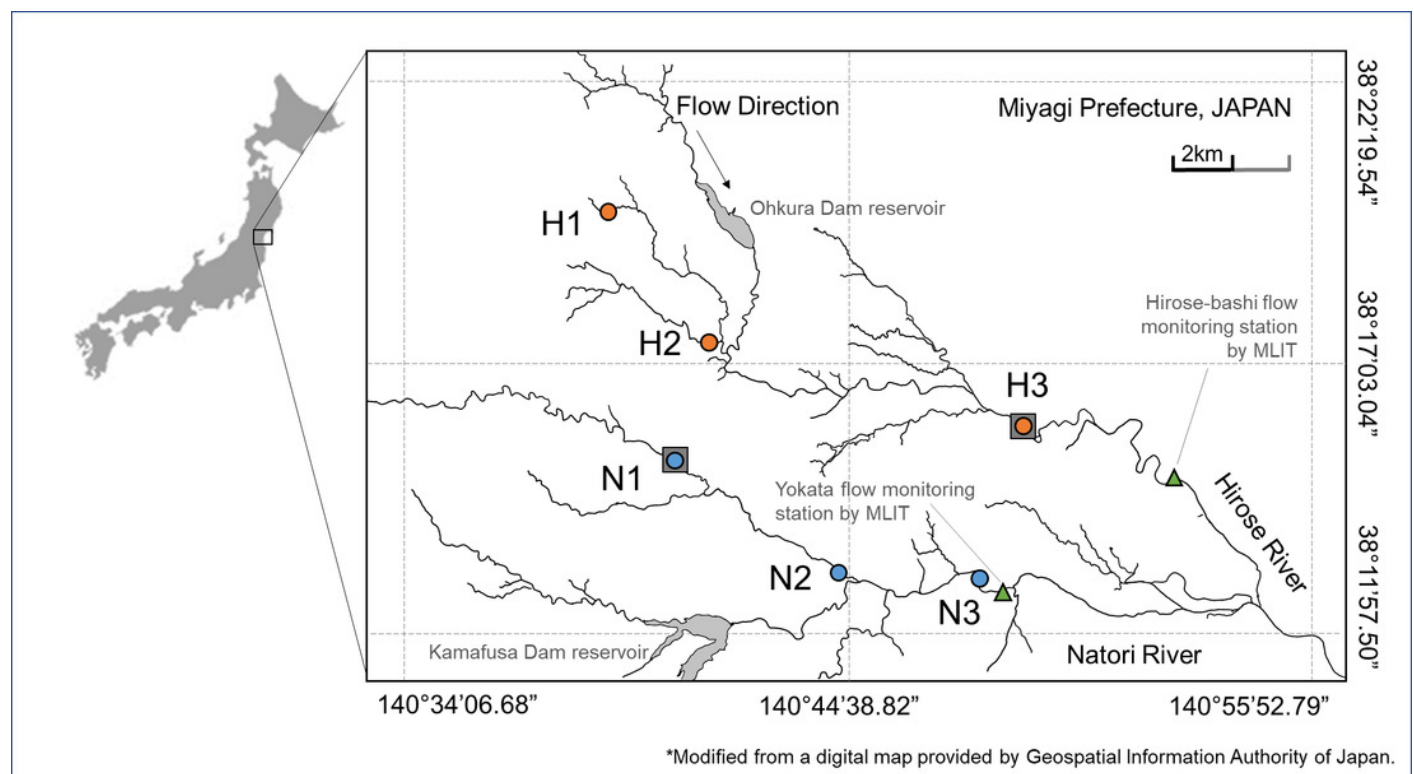 Flow Direction
Miyagi Prefecture, JAPAN
2km
Ohkura Dam reservoir
H1
H2
H3
Hirose-bashi flow
monitoring station
by MLIT
N1
Yokata flow monitoring
station by MLIT
Hirose River
N2
N3
Kamafusa Dam reservoir
Natori River
38°22’19.54”
38°17’03.04”
38°11’57.50”
140°34’06.68”
140°44’38.82”
140°55’52.79”
*Modified from a digital map provided by Geospatial Information Authority of Japan.